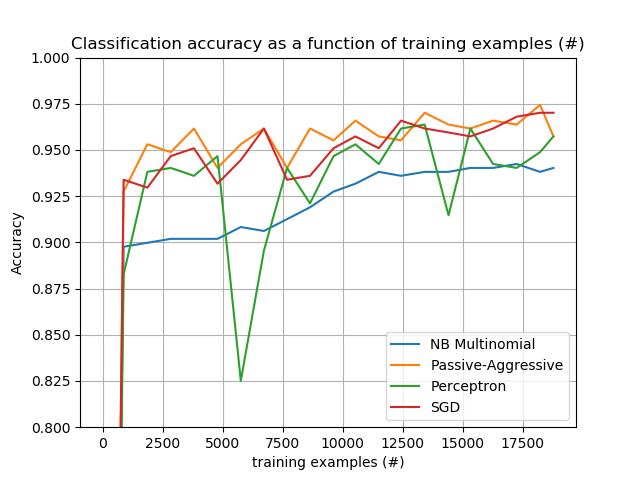 Classification accuracy as a function of training examples (#)
1.000
0.975
0.950
0.925
0.900
0.875
0.850
0.825
0.800
Accuracy
NB Multinomial
Passive-Aggressive
Perceptron
SGD
0 2500 5000 7500 10000 12500 15000 17500
training examples (#)